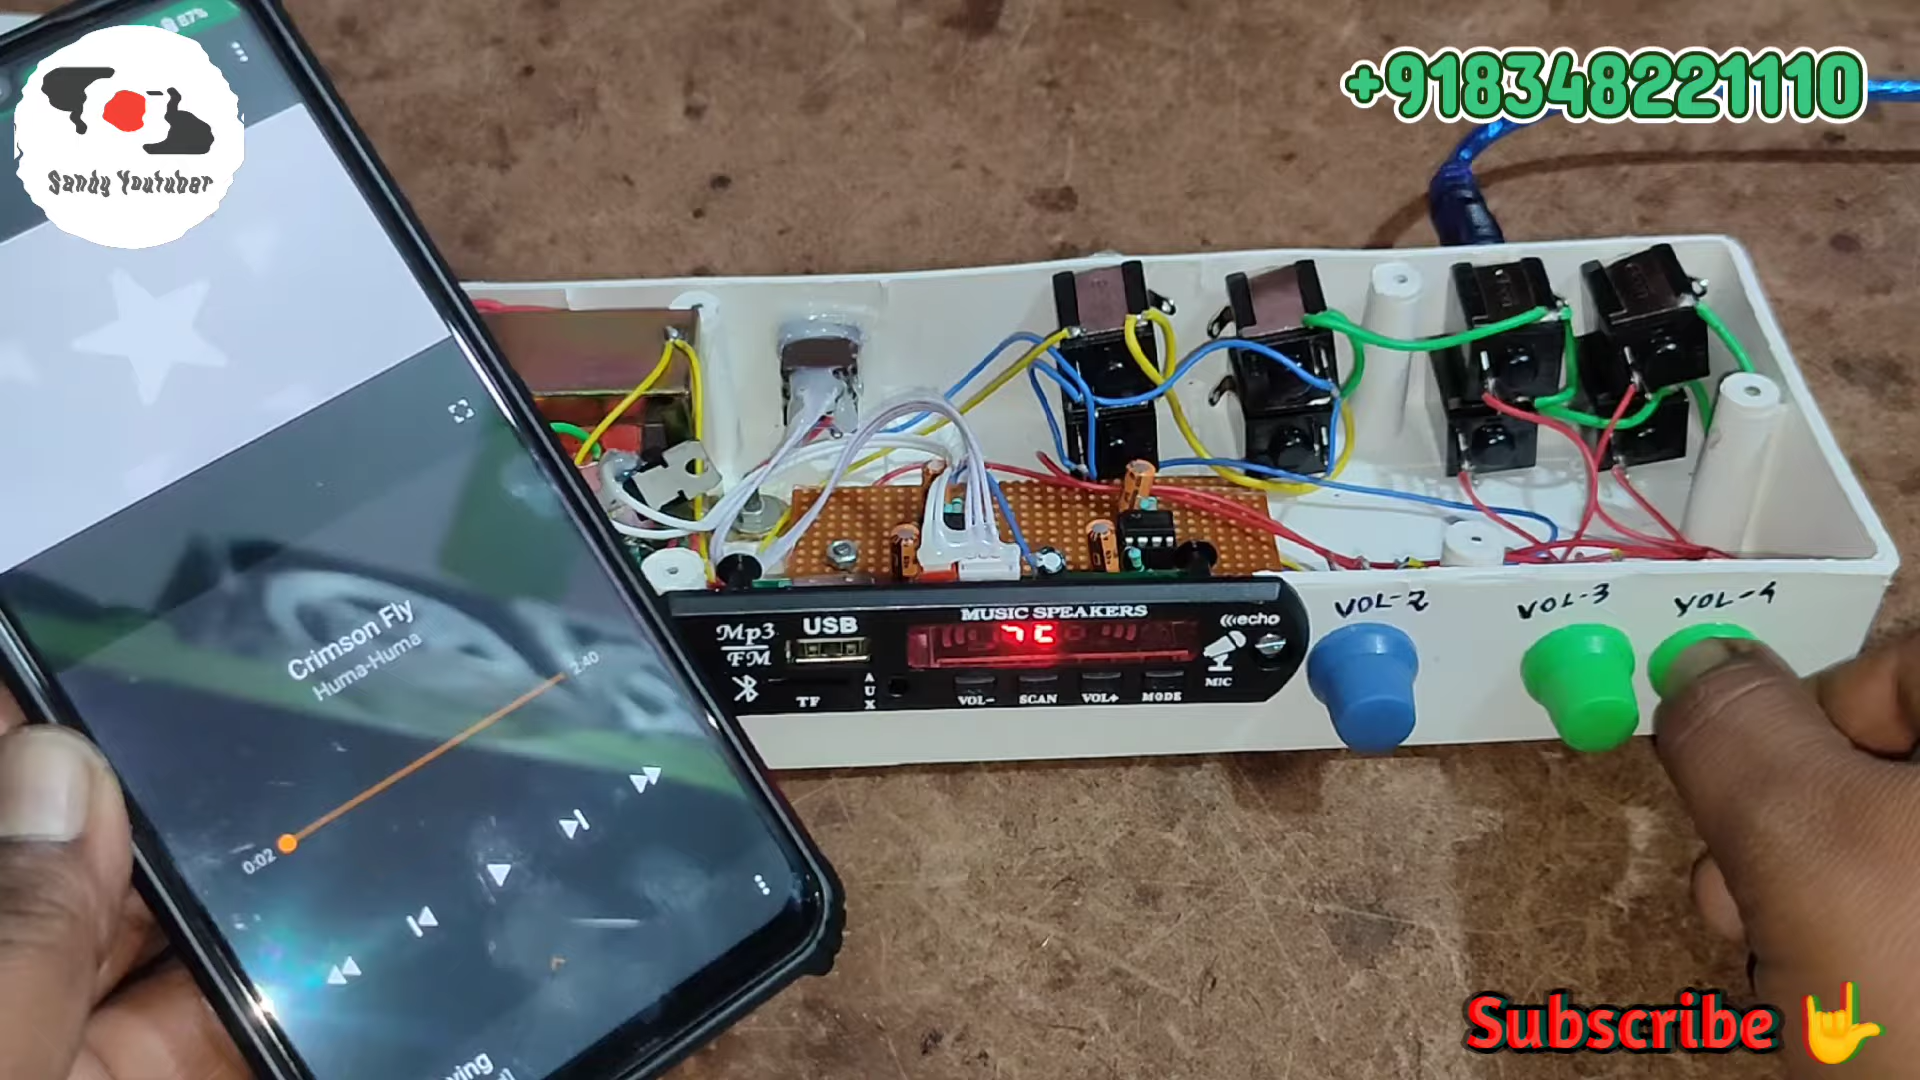 87%
Sandy Youtuber
+918348221110
Crimson Fly
Huma-Huma
0:02
2:40
Mp3
FM
USB
TF
AUX
MUSIC SPEAKERS
echo
MIC
VOL-
SCAN
VOL+
MODE
VOL-2
VOL-3
VOL-4
Subscribe